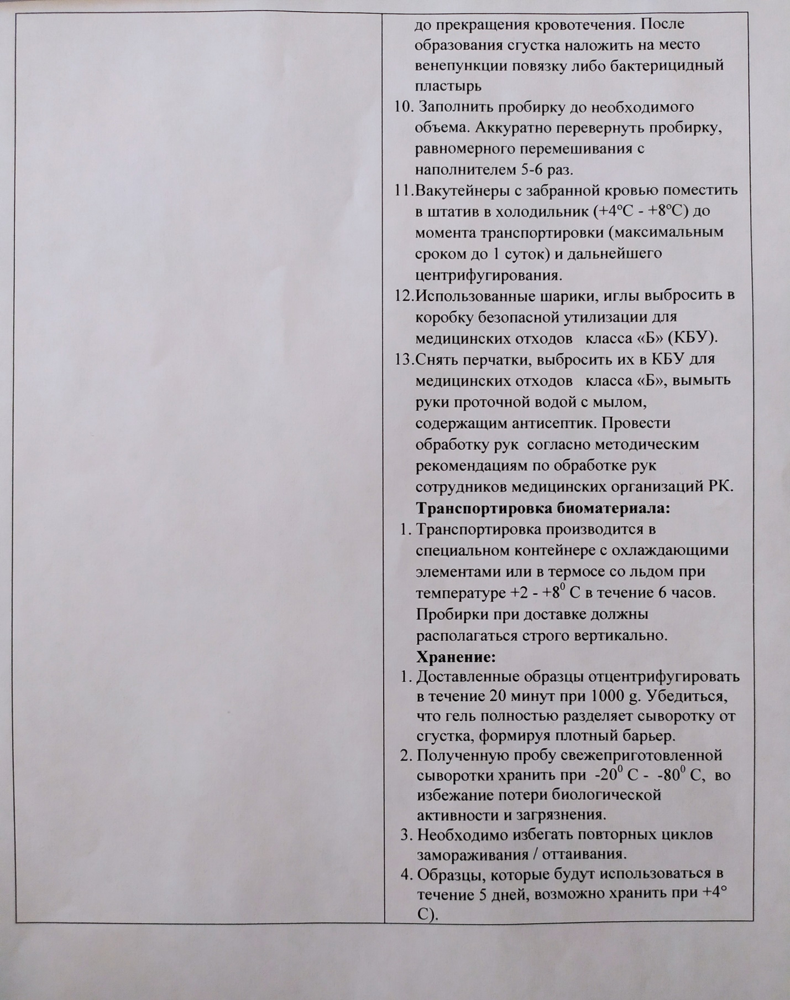 до прекращения кровотечения. После
образования сгустка наложить на место
венепункции повязку либо бактерицидный
пластырь
10. Заполнить пробирку до необходимого
объема. Аккуратно перевернуть пробирку,
равномерного перемешивания с
наполнителем 5-6 раз.
11.Вакутейнеры с забранной кровью поместить
в штатив в холодильник (+4ºС - +8ºС) до
момента транспортировки (максимальным
сроком до 1 суток) и дальнейшего
центрифугирования.
12.Использованные шарики, иглы выбросить в
коробку безопасной утилизации для
медицинских отходов класса «Б» (КБУ).
13.Снять перчатки, выбросить их в КБУ для
медицинских отходов класса «Б», вымыть
руки проточной водой с мылом,
содержащим антисептик. Провести
обработку рук согласно методическим
рекомендациям по обработке рук
сотрудников медицинских организаций РК.
Транспортировка биоматериала:
1. Транспортировка производится в
специальном контейнере с охлаждающими
элементами или в термосе со льдом при
температуре +2 - +8⁰ С в течение 6 часов.
Пробирки при доставке должны
располагаться строго вертикально.
Хранение:
1. Доставленные образцы отцентрифугировать
в течение 20 минут при 1000 g. Убедиться,
что гель полностью разделяет сыворотку от
сгустка, формируя плотный барьер.
2. Полученную пробу свежеприготовленной
сыворотки хранить при -20⁰ С - -80⁰ С, во
избежание потери биологической
активности и загрязнения.
3. Необходимо избегать повторных циклов
замораживания / оттаивания.
4. Образцы, которые будут использоваться в
течение 5 дней, возможно хранить при +4°
С).